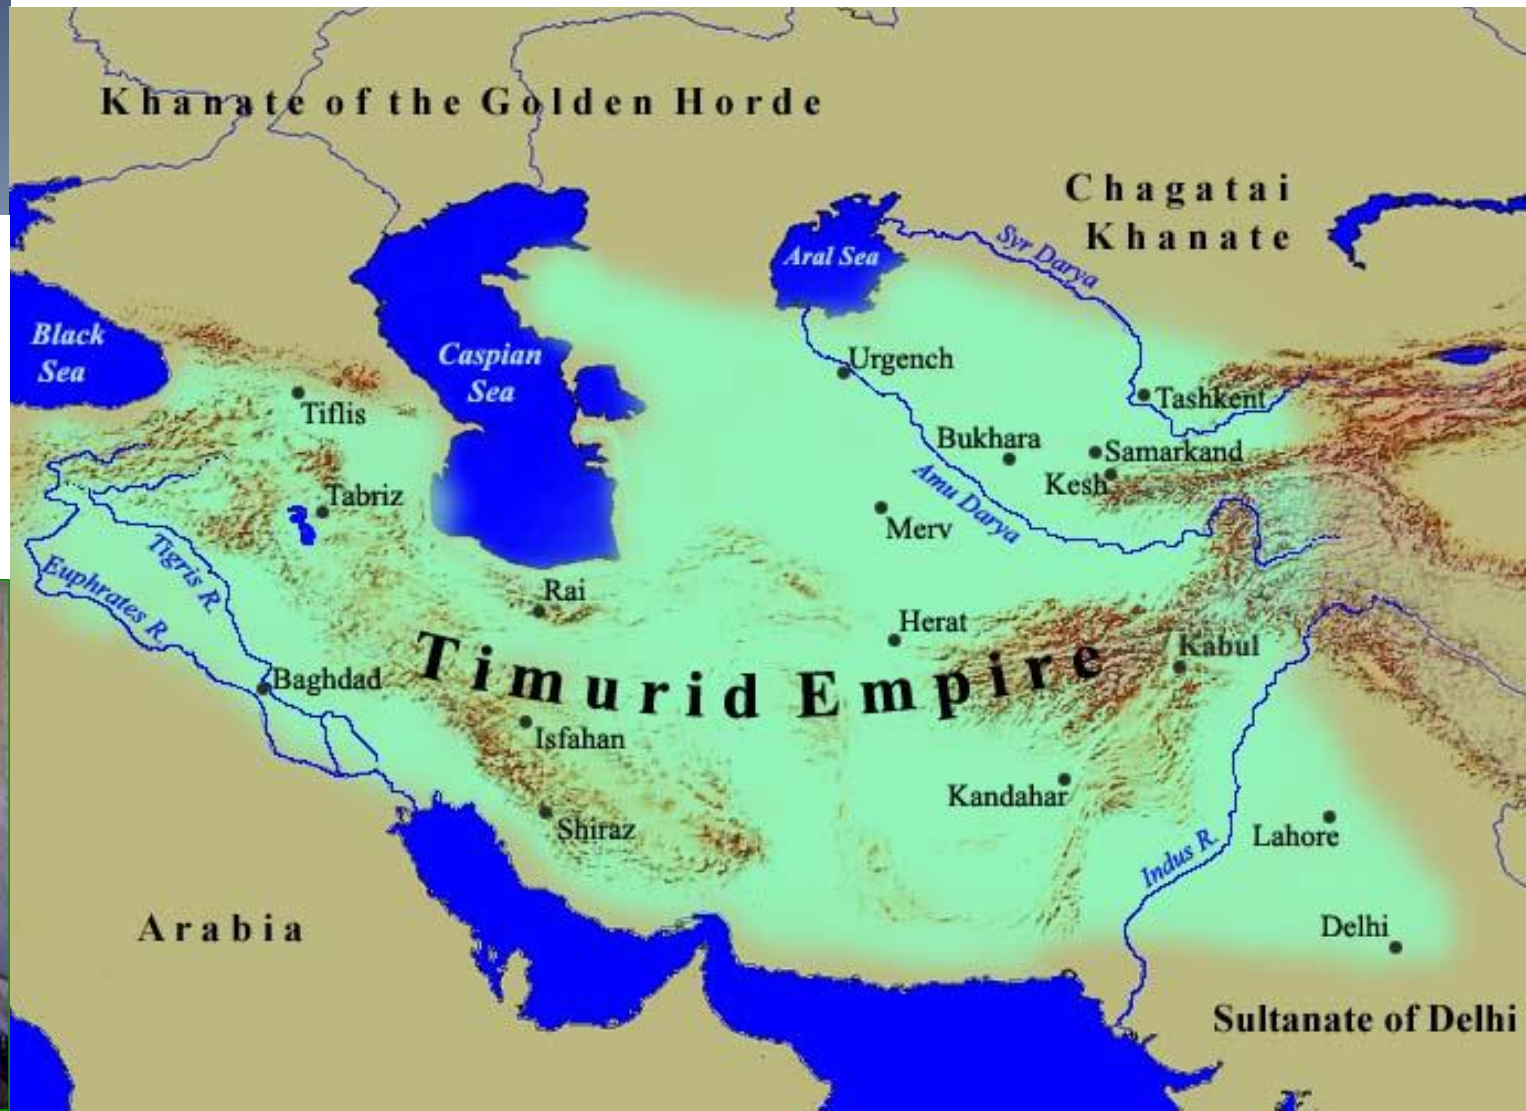 Khanate of the Golden Horde
Chagatai
Khanate
Syr Darya
Aral Sea
Black
Sea
Caspian
Sea
Urgench
Tiflis
Tashkent
Bukhara
Samarkand
Kesh
Amu Darya
Tabriz
Merv
Tigris R.
Euphrates R.
Rai
Herat
Kabul
Timurid Empire
Baghdad
Isfahan
Kandahar
Shiraz
Lahore
Indus R.
Arabia
Delhi
Sultanate of Delhi